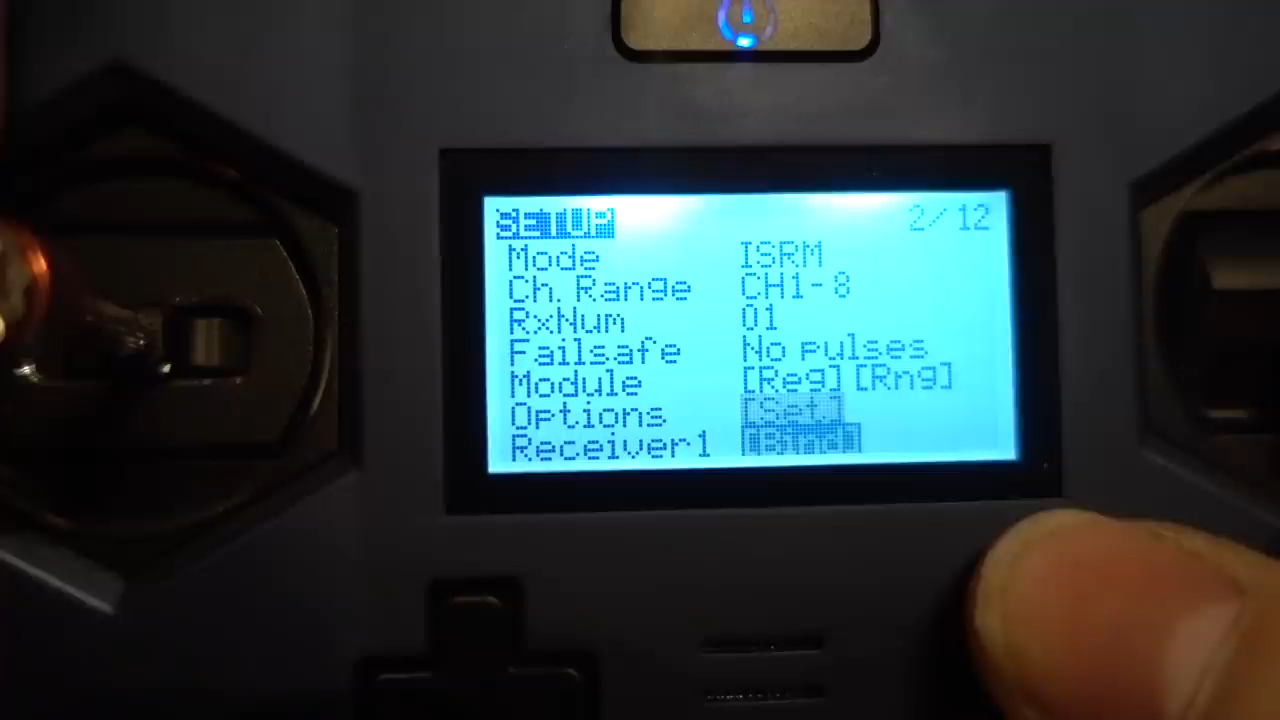 SETUP 2/12
Mode ISRM
Ch. Range CH1-8
RxNum 01
Failsafe No pulses
Module [Reg] [Rng]
Options [Set]
Receiver1 [Bind]